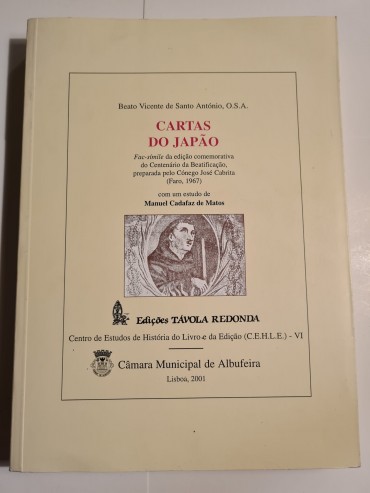 Beato Vicente de Santo António, O.S.A.
CARTAS
DO JAPÃO
Fac-símile da edição comemorativa
do Centenário da Beatificação,
preparada pelo Cónego José Cabrita
(Faro, 1967)
com um estudo de
Manuel Cadafaz de Matos
Edições TÁVOLA REDONDA
Centro de Estudos de História do Livro e da Edição (C.E.H.L.E.) - VI
Câmara Municipal de Albufeira
Lisboa, 2001